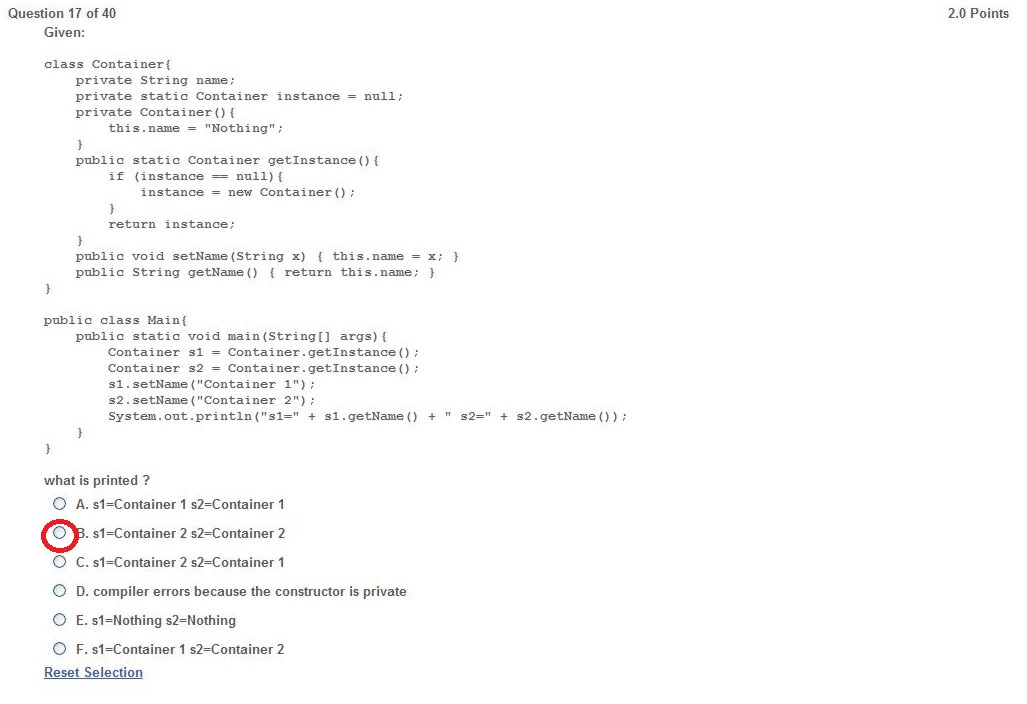 Question 17 of 40 2.0 Points
Given:
class Container{
private String name;
private static Container instance = null;
private Container(){
this.name = "Nothing";
}
public static Container getInstance(){
if (instance == null){
instance = new Container();
}
return instance;
}
public void setName(String x) { this.name = x; }
public String getName() { return this.name; }
}
public class Main{
public static void main(String[] args){
Container s1 = Container.getInstance();
Container s2 = Container.getInstance();
s1.setName("Container 1");
s2.setName("Container 2");
System.out.println("s1=" + s1.getName() + " s2=" + s2.getName());
}
}
what is printed ?
A. s1=Container 1 s2=Container 1
B. s1=Container 2 s2=Container 2
C. s1=Container 2 s2=Container 1
D. compiler errors because the constructor is private
E. s1=Nothing s2=Nothing
F. s1=Container 1 s2=Container 2
Reset Selection